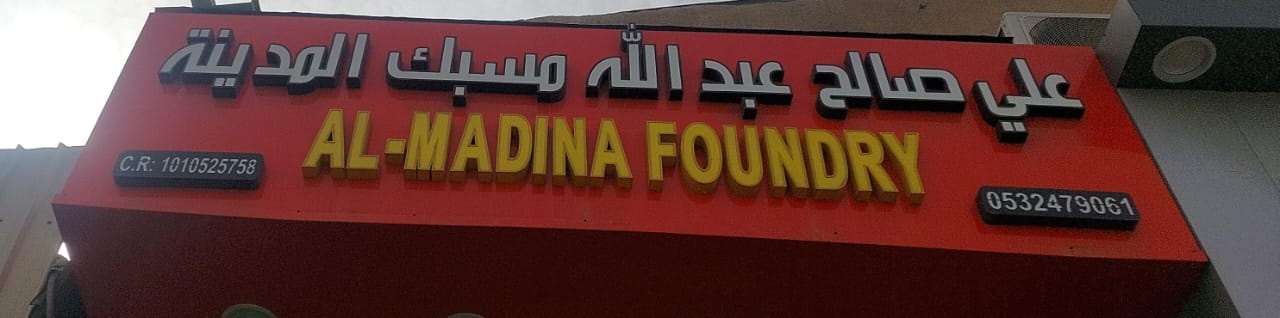 علي صالح عبد الله مسبك المدينة
AL-MADINA FOUNDRY
C.R: 1010525758
0532479061